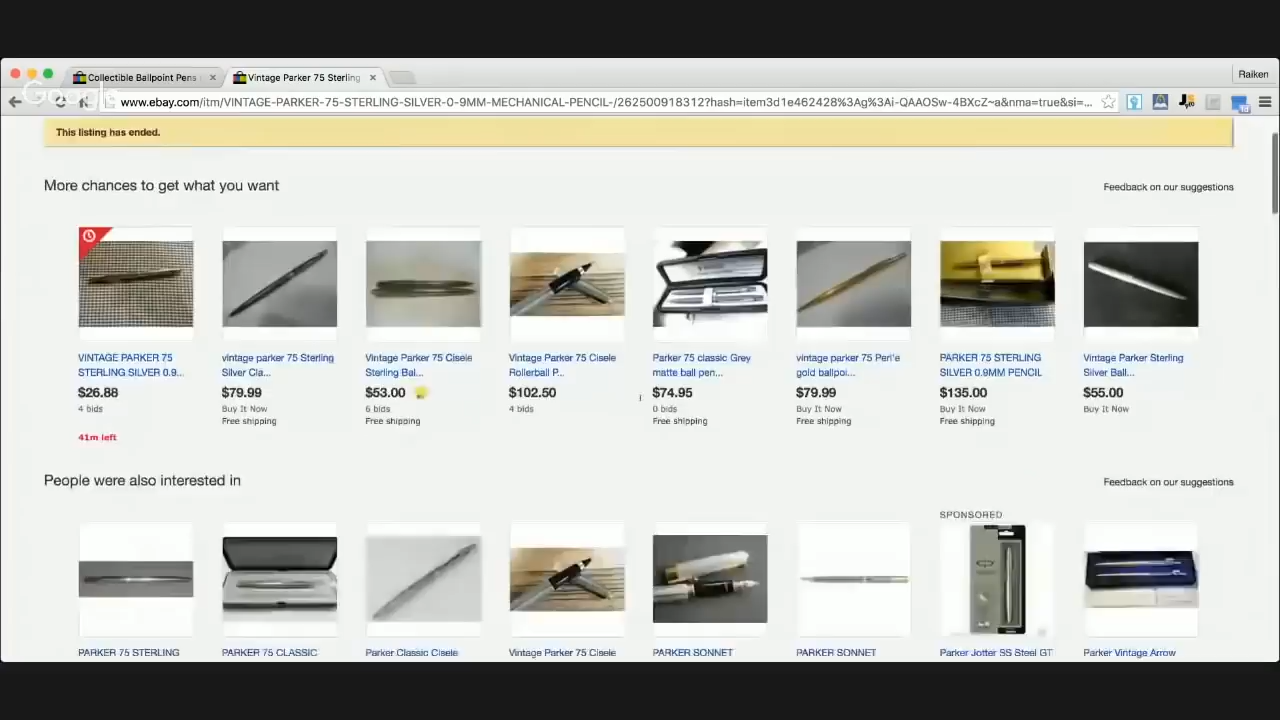 Collectible Ballpoint Pens
Vintage Parker 75 Sterling
Raiken
Google
www.ebay.com/itm/VINTAGE-PARKER-75-STERLING-SILVER-0-9MM-MECHANICAL-PENCIL-/262500918312?hash=item3d1e462428%3Ag%3Ai-QAAOSw-4BXcZ~a&nma=true&si=...
This listing has ended.
More chances to get what you want
Feedback on our suggestions
VINTAGE PARKER 75
STERLING SILVER 0.9...
$26.88
4 bids
41m left
vintage parker 75 Sterling
Silver Cla...
$79.99
Buy It Now
Free shipping
Vintage Parker 75 Cisele
Sterling Bal...
$53.00
6 bids
Free shipping
Vintage Parker 75 Cisele
Rollerball P...
$102.50
4 bids
Parker 75 classic Grey
matte ball pen...
$74.95
0 bids
Free shipping
vintage parker 75 Perl'e
gold ballpoi...
$79.99
Buy It Now
Free shipping
PARKER 75 STERLING
SILVER 0.9MM PENCIL
$135.00
Buy It Now
Free shipping
Vintage Parker Sterling
Silver Ball...
$55.00
Buy It Now
People were also interested in
Feedback on our suggestions
SPONSORED
PARKER 75 STERLING
PARKER 75 CLASSIC
Parker Classic Cisele
Vintage Parker 75 Cisele
PARKER SONNET
PARKER SONNET
Parker Jotter SS Steel GT
Parker Vintage Arrow